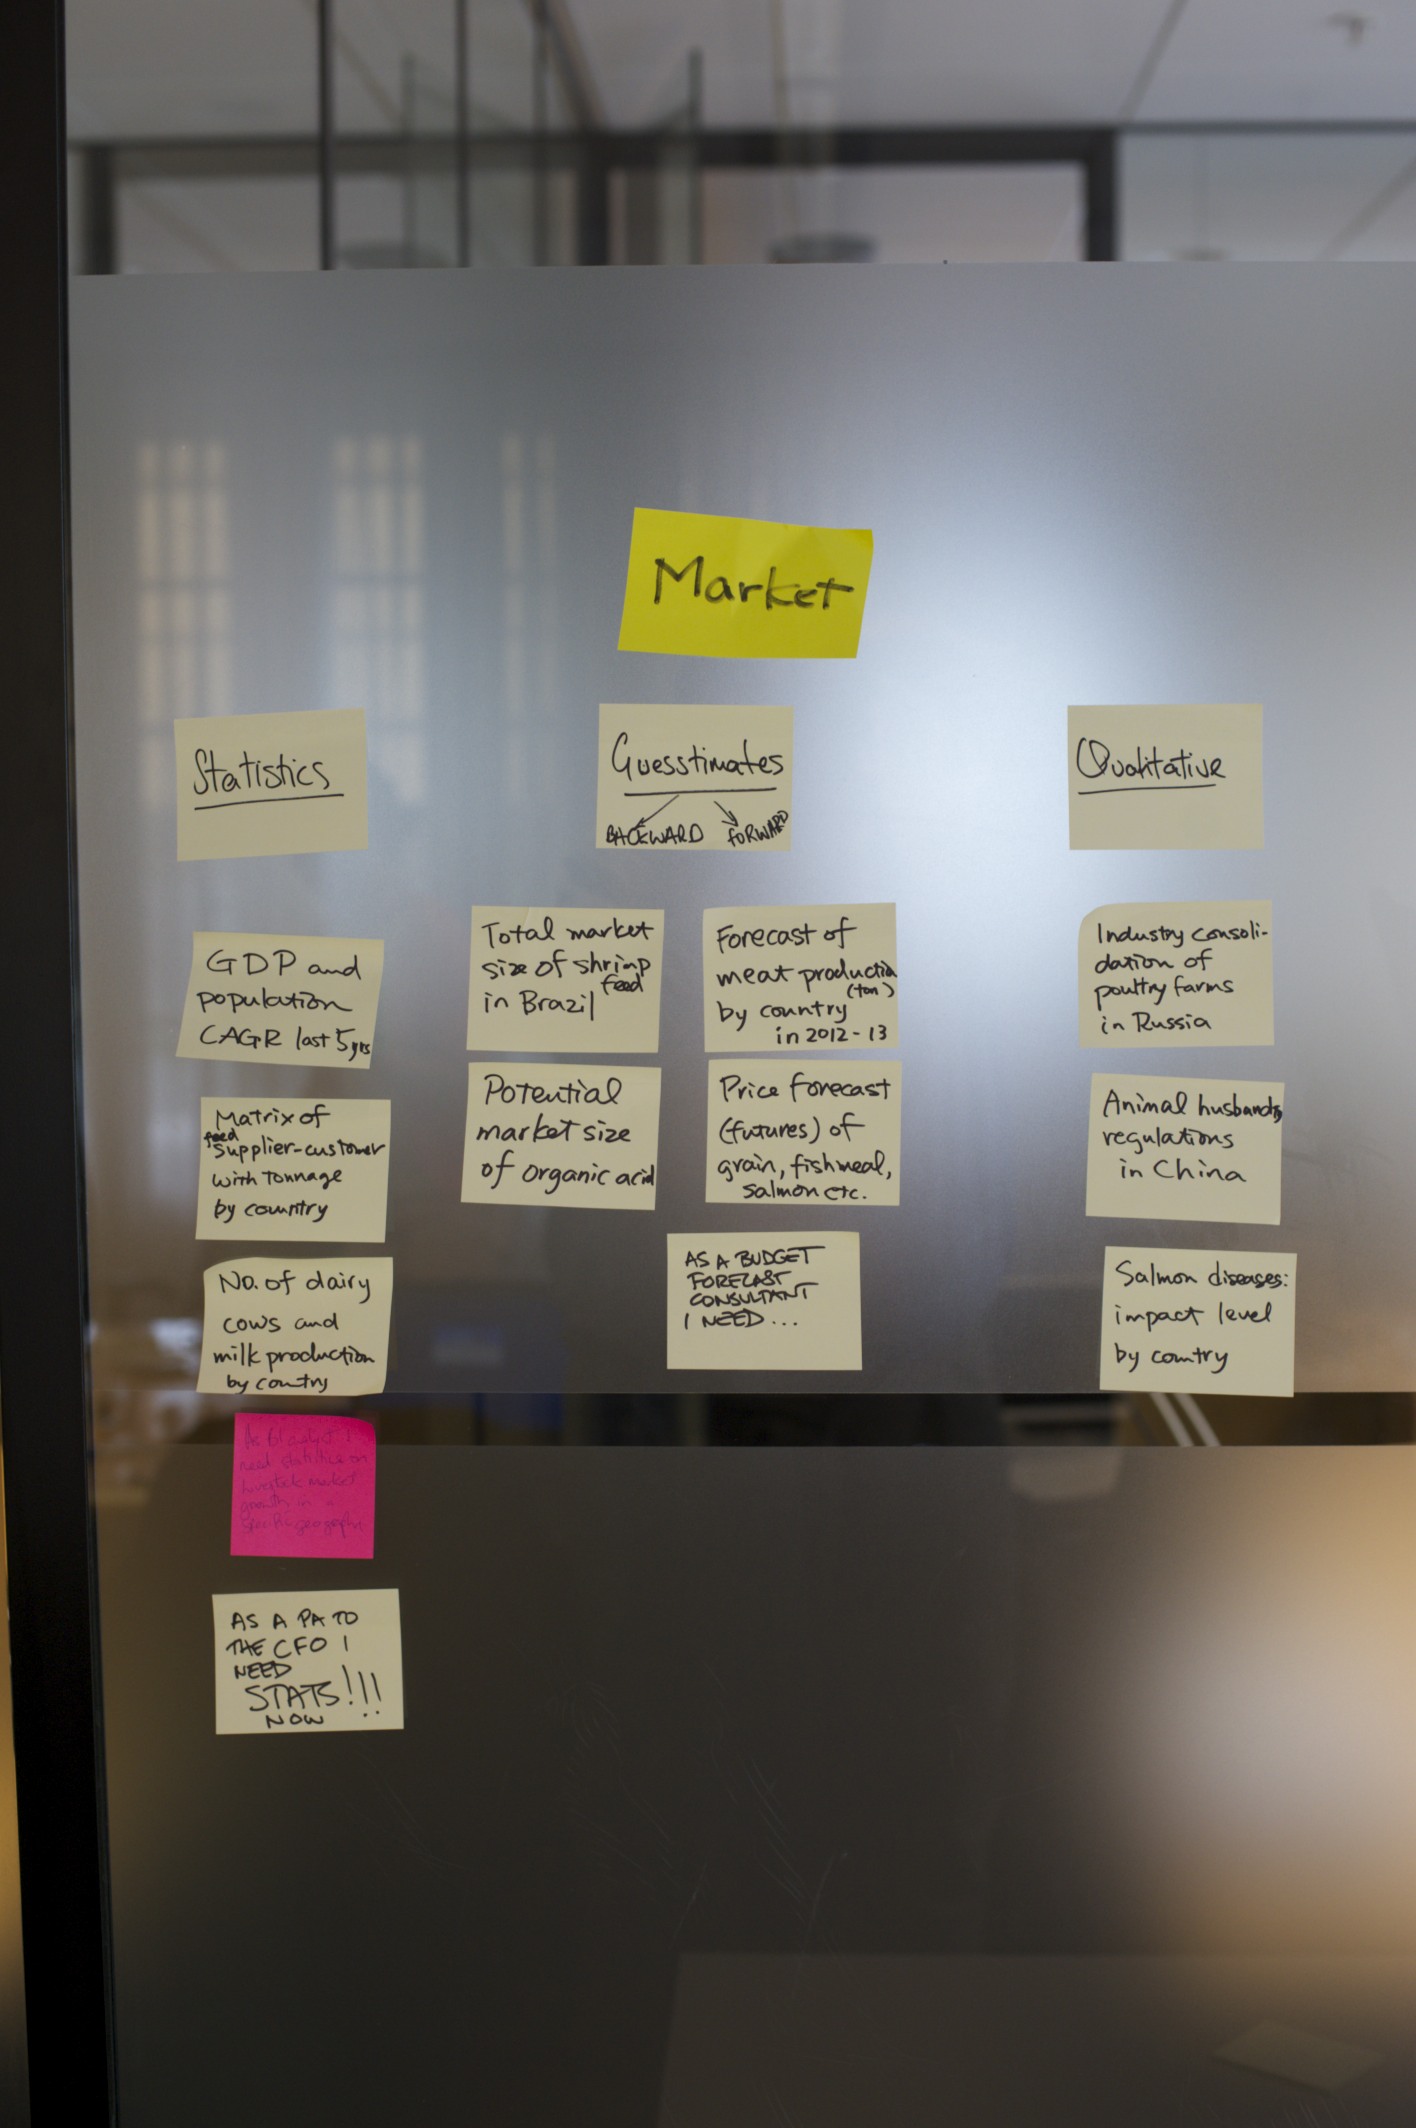 Market
Statistics
GDP and
population
CAGR last 5yrs
Matrix of
feed
supplier-customer
with tonnage
by country
No. of dairy
cows and
milk production
by country
As BI analyst I
need statistics on
livestock market
growth in a
specific geography
AS A PA TO
THE CFO I
NEED
STATS!!!
NOW
Guesstimates
BACKWARD FORWARD
Total market
size of shrimp
feed
in Brazil
Potential
market size
of organic acid
Forecast of
meat production
(ton)
by country
in 2012-13
Price forecast
(futures) of
grain, fishmeal,
salmon etc.
AS A BUDGET
FORECAST
CONSULTANT
I NEED...
Qualitative
Industry consoli-
dation of
poultry farms
in Russia
Animal husbandry
regulations
in China
Salmon diseases:
impact level
by country